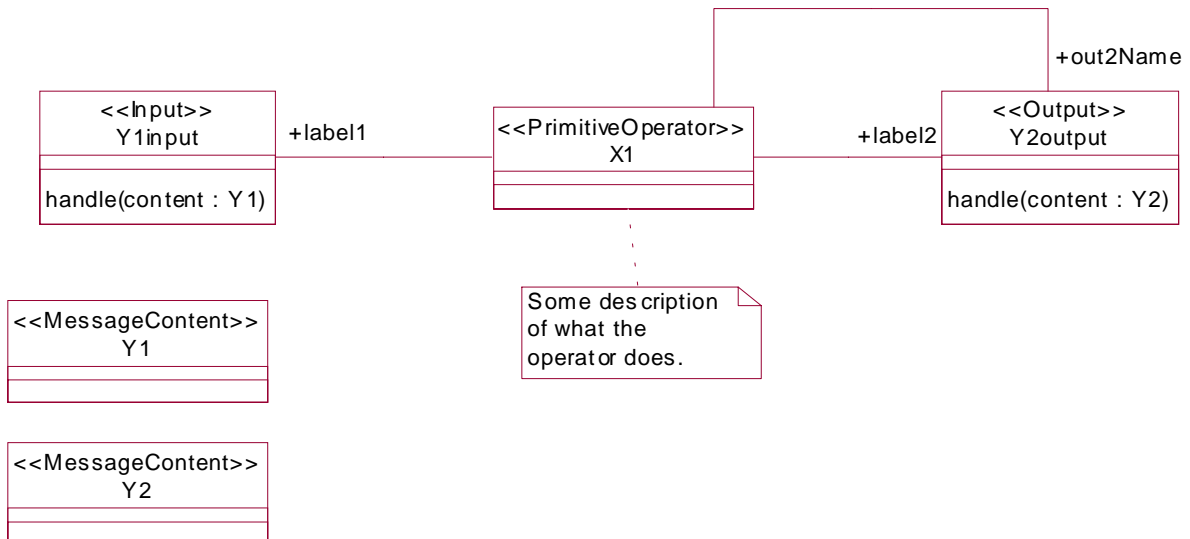 +out2Name
<<Input>>
Y1input
handle(content : Y1)
+label1
<<PrimitiveOperator>>
X1
+label2
<<Output>>
Y2output
handle(content : Y2)
Some description
of what the
operator does.
<<MessageContent>>
Y1
<<MessageContent>>
Y2